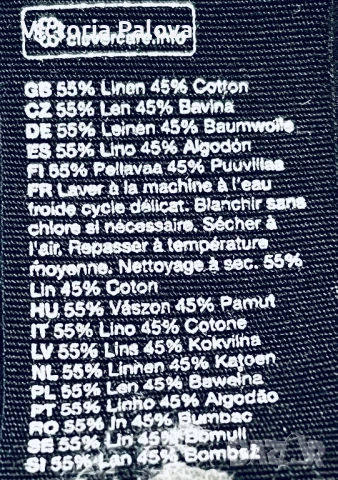 Victoria Palova
clevercare.info
GB 55% Linen 45% Cotton
CZ 55% Len 45% Bavlna
DE 55% Leinen 45% Baumwolle
ES 55% Lino 45% Algodón
FI 55% Pellavaa 45% Puuvillaa
FR Laver à la machine à l'eau
froide cycle délicat. Blanchir sans
chlore si nécessaire. Sécher à
l'air. Repasser à température
moyenne. Nettoyage à sec. 55%
Lin 45% Coton
HU 55% Vászon 45% Pamut
IT 55% Lino 45% Cotone
LV 55% Lins 45% Kokvilna
NL 55% Linnen 45% Katoen
PL 55% Len 45% Bawełna
PT 55% Linho 45% Algodão
RO 55% In 45% Bumbac
SE 55% Lin 45% Bomull
SI 55% Lan 45%